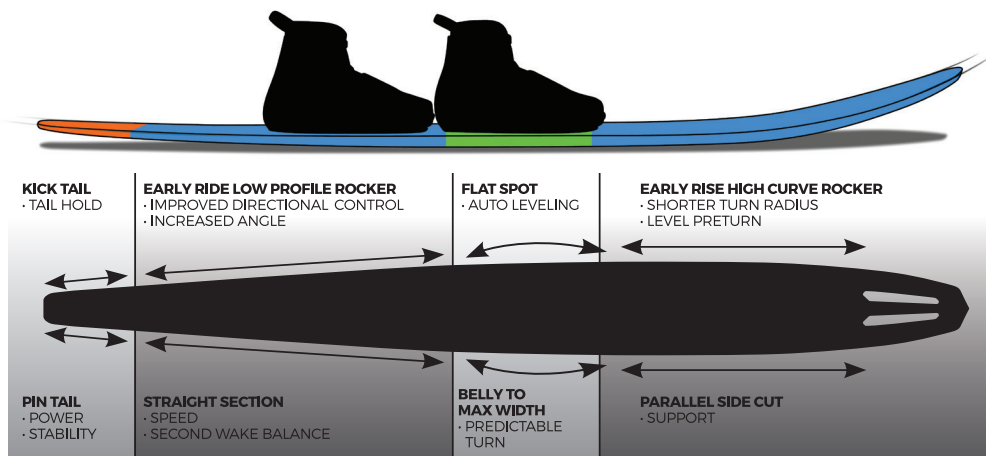 KICK TAIL
· TAIL HOLD
EARLY RIDE LOW PROFILE ROCKER
· IMPROVED DIRECTIONAL CONTROL
· INCREASED ANGLE
FLAT SPOT
· AUTO LEVELING
EARLY RISE HIGH CURVE ROCKER
· SHORTER TURN RADIUS
· LEVEL PRETURN
PIN TAIL
· POWER
· STABILITY
STRAIGHT SECTION
· SPEED
· SECOND WAKE BALANCE
BELLY TO
MAX WIDTH
· PREDICTABLE
TURN
PARALLEL SIDE CUT
· SUPPORT